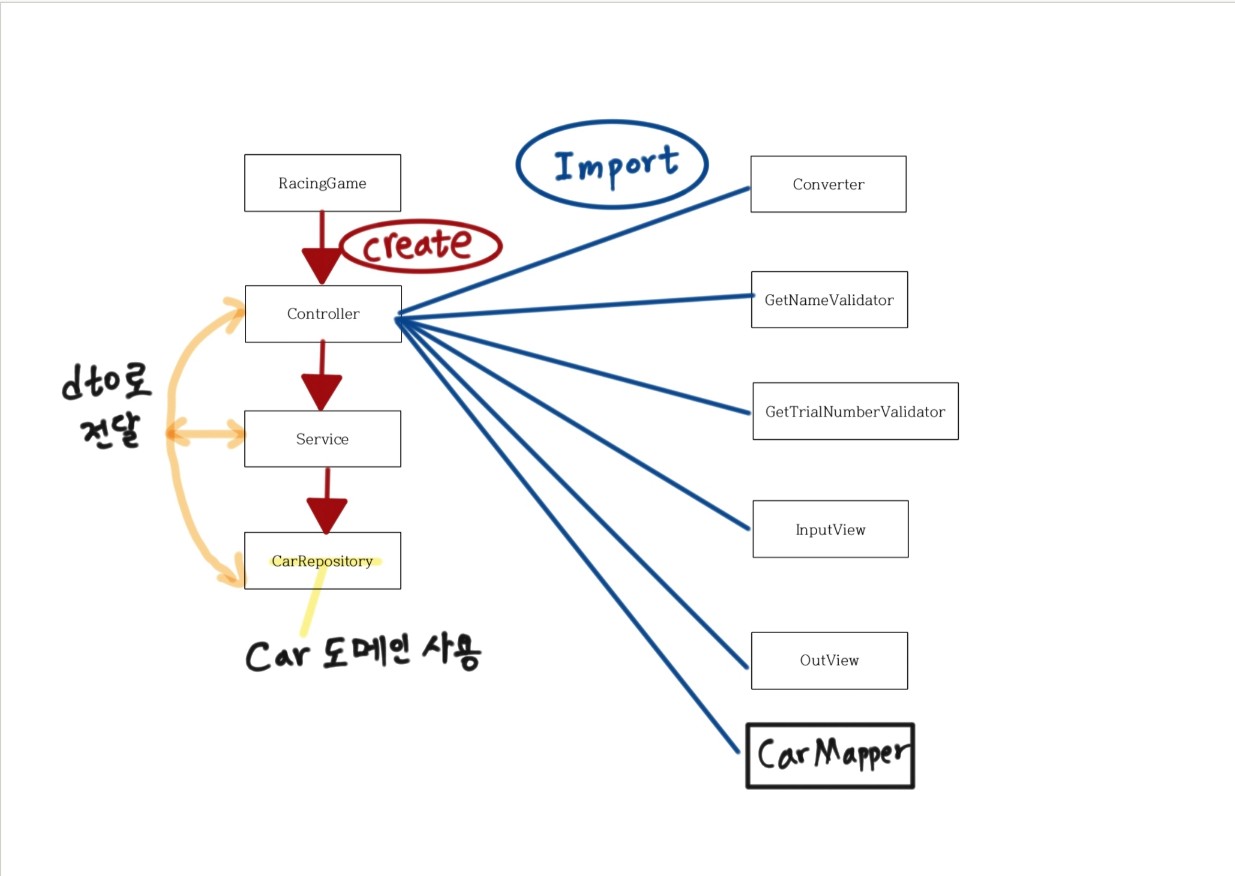 Import
RacingGame
Converter
create
GetNameValidator
Controller
dto로
전달
GetTrialNumberValidator
Service
InputView
CarRepository
Car 도메인 사용
OutView
CarMapper